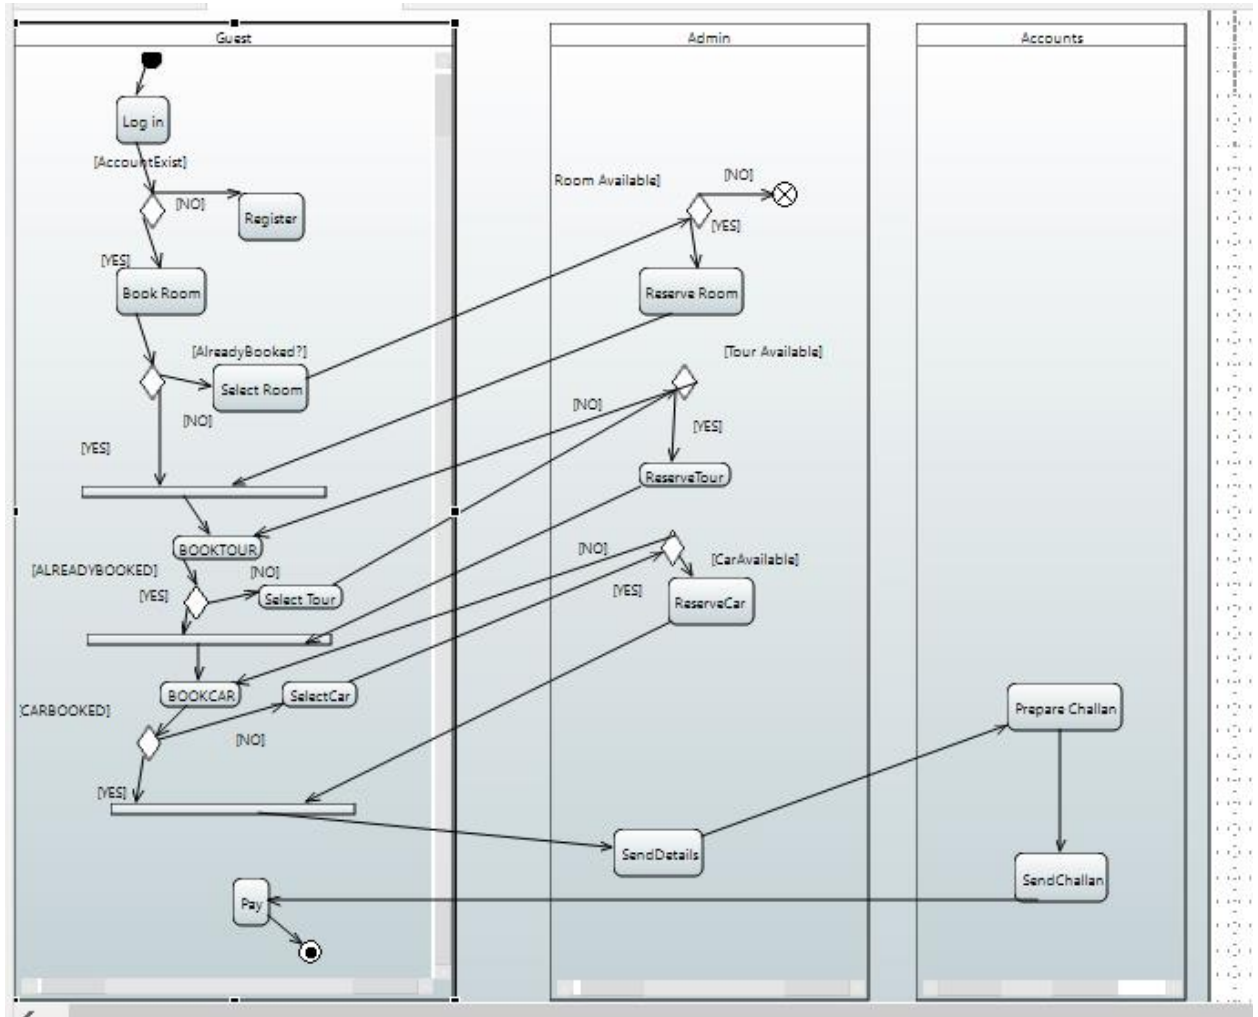 Guest
Log in
[AccountExist]
[NO]
Register
[YES]
Book Room
[AlreadyBooked?]
Select Room
[NO]
[YES]
BOOKTOUR
[ALREADYBOOKED]
[NO]
[YES]
Select Tour
BOOKCAR
SelectCar
CARBOOKED]
[NO]
[YES]
Pay
Admin
Room Available]
[NO]
[YES]
Reserve Room
[Tour Available]
[NO]
[YES]
ReserveTour
[NO]
[CarAvailable]
[YES]
ReserveCar
SendDetails
Accounts
Prepare Challan
SendChallan